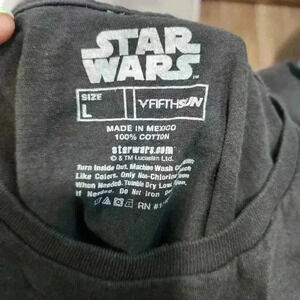 STAR
WARS
SIZE
L
FIFTHSUN
MADE IN MEXICO
100% COTTON
starwars.com
© & TM Lucasfilm Ltd.
Turn Inside Out. Machine Wash
Like Colors. Only Non-Chlorine
When Needed. Tumble Dry Low
if Needed. Do Not Iron
RN #